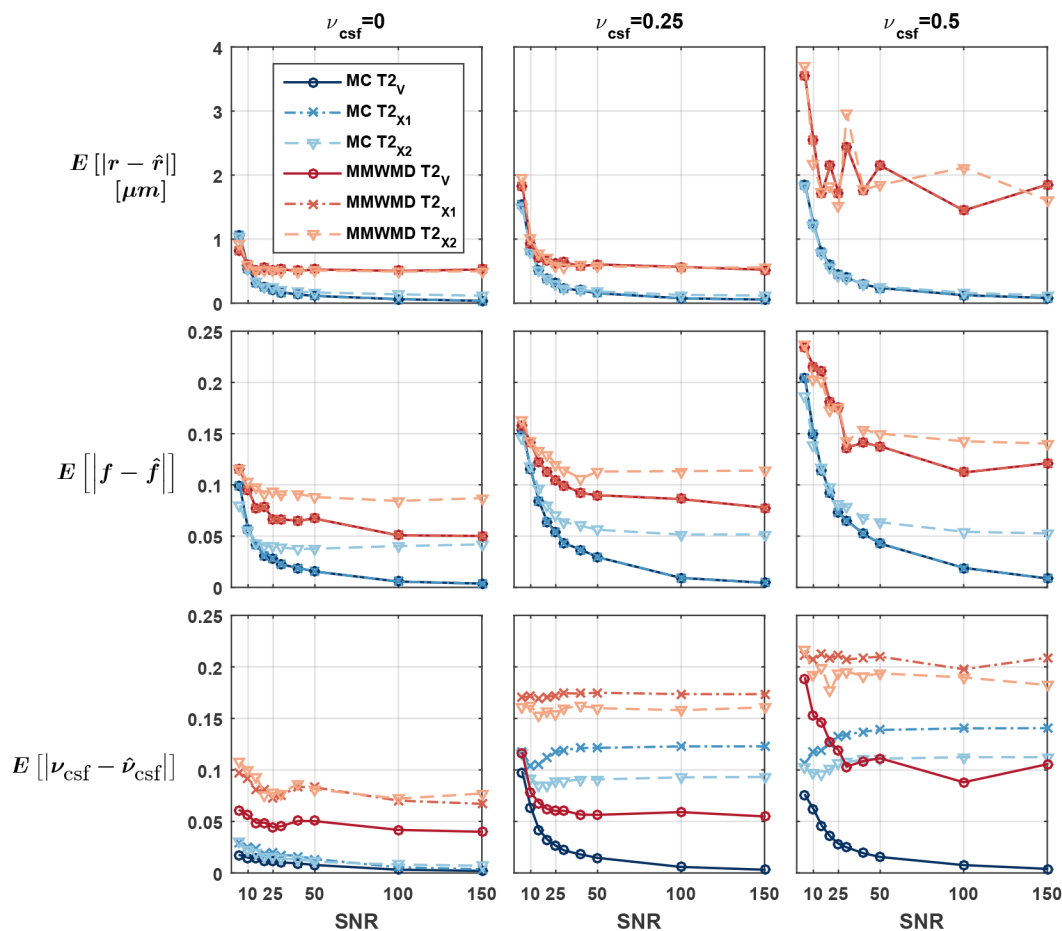 ν_csf=0 ν_csf=0.25 ν_csf=0.5
4
3
2
1
0
E [|r − r̂|]
[μm]
MC T2_V
MC T2_X1
MC T2_X2
MMWMD T2_V
MMWMD T2_X1
MMWMD T2_X2
0.25
0.2
0.15
0.1
0.05
0
E [|f − f̂|]
0.25
0.2
0.15
0.1
0.05
0
E [|ν_csf − ν̂_csf|]
10 25 50 100 150 10 25 50 100 150 10 25 50 100 150
SNR SNR SNR